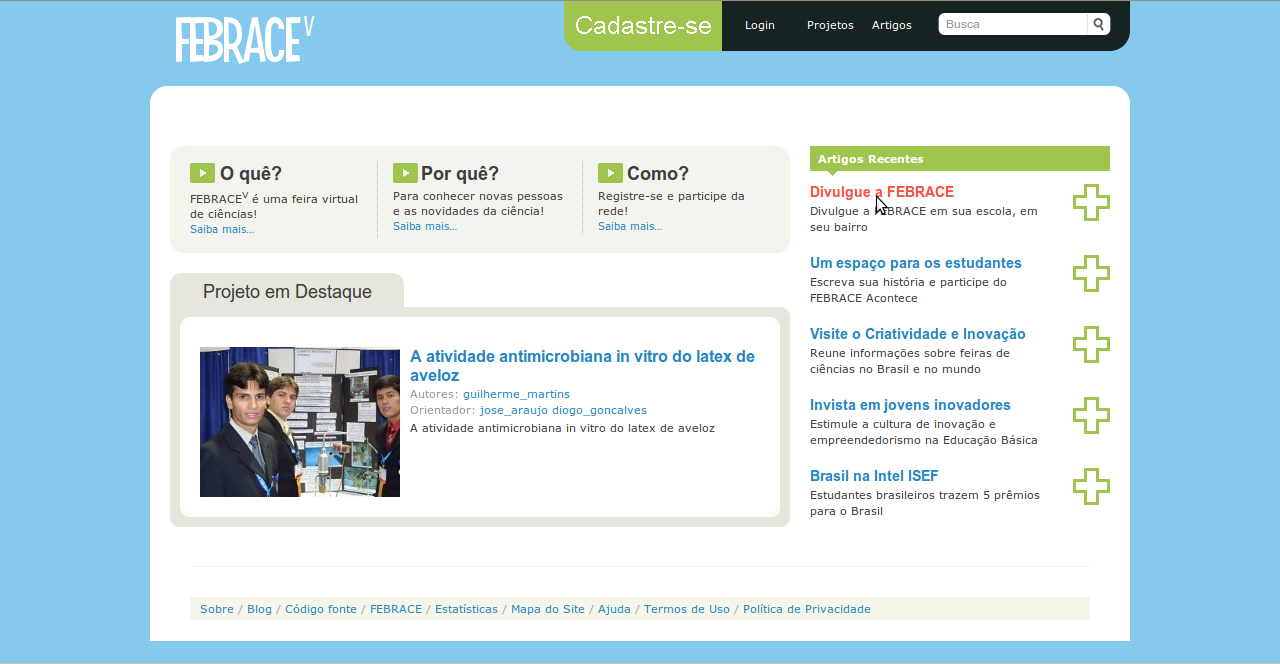 FEBRACE V
Cadastre-se
Login
Projetos
Artigos
Busca
O quê?
FEBRACEV é uma feira virtual
de ciências!
Saiba mais...
Por quê?
Para conhecer novas pessoas
e as novidades da ciência!
Saiba mais...
Como?
Registre-se e participe da
rede!
Saiba mais...
Projeto em Destaque
A atividade antimicrobiana in vitro do latex de
aveloz
Autores: guilherme_martins
Orientador: jose_araujo diogo_goncalves
A atividade antimicrobiana in vitro do latex de aveloz
Artigos Recentes
Divulgue a FEBRACE
Divulgue a FEBRACE em sua escola, em
seu bairro
Um espaço para os estudantes
Escreva sua história e participe do
FEBRACE Acontece
Visite o Criatividade e Inovação
Reune informações sobre feiras de
ciências no Brasil e no mundo
Invista em jovens inovadores
Estimule a cultura de inovação e
empreendedorismo na Educação Básica
Brasil na Intel ISEF
Estudantes brasileiros trazem 5 prêmios
para o Brasil
Sobre / Blog / Código fonte / FEBRACE / Estatísticas / Mapa do Site / Ajuda / Termos de Uso / Política de Privacidade